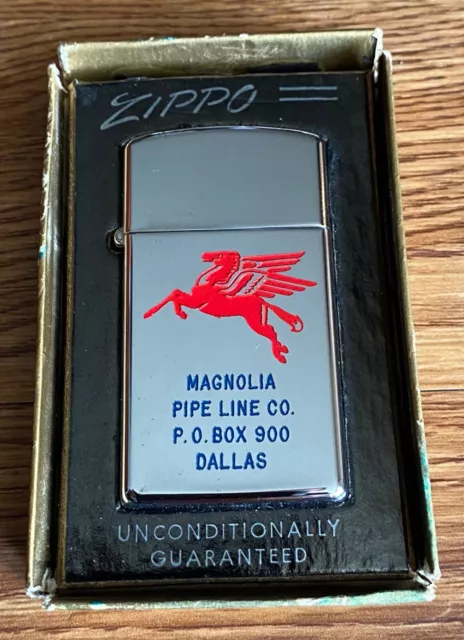 ZIPPO
MAGNOLIA
PIPE LINE CO.
P.O. BOX 900
DALLAS
UNCONDITIONALLY
GUARANTEED